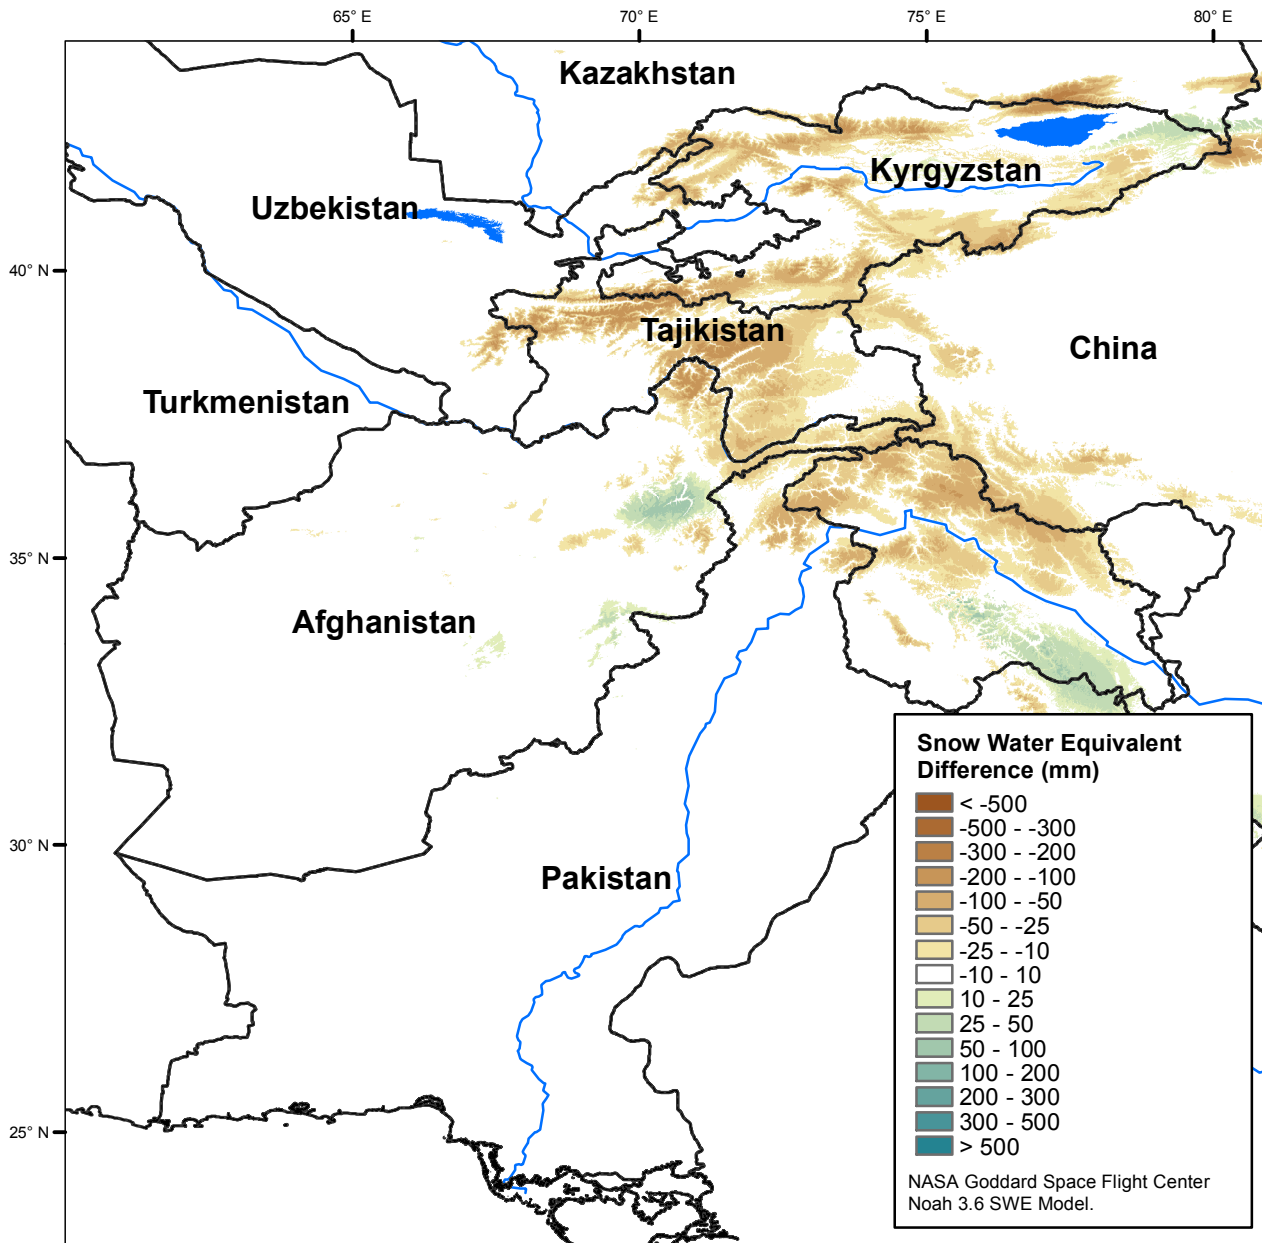 65° E
70° E
75° E
80° E
Kazakhstan
Kyrgyzstan
Uzbekistan
40° N
Tajikistan
China
Turkmenistan
35° N
Afghanistan
30° N
Pakistan
25° N
Snow Water Equivalent
Difference (mm)
< -500
-500 - -300
-300 - -200
-200 - -100
-100 - -50
-50 - -25
-25 - -10
-10 - 10
10 - 25
25 - 50
50 - 100
100 - 200
200 - 300
300 - 500
> 500
NASA Goddard Space Flight Center
Noah 3.6 SWE Model.